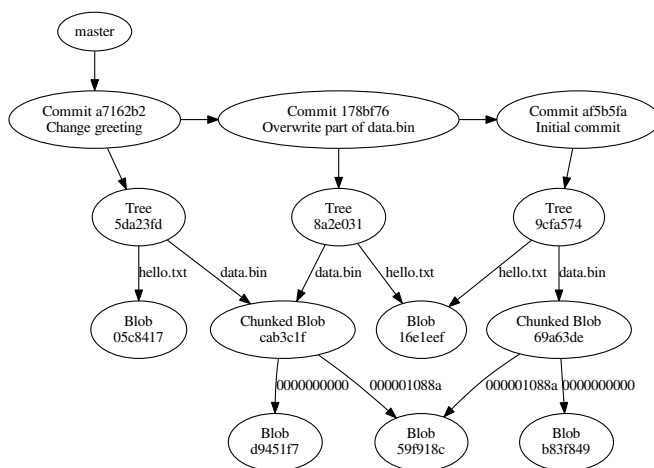 master
Commit a7162b2
Change greeting
Commit 178bf76
Overwrite part of data.bin
Commit af5b5fa
Initial commit
Tree
5da23fd
Tree
8a2e031
Tree
9cfa574
hello.txt
data.bin
data.bin
hello.txt
hello.txt
data.bin
Blob
05c8417
Chunked Blob
cab3c1f
Blob
16e1eef
Chunked Blob
69a63de
0000000000
000001088a
000001088a
0000000000
Blob
d9451f7
Blob
59f918c
Blob
b83f849